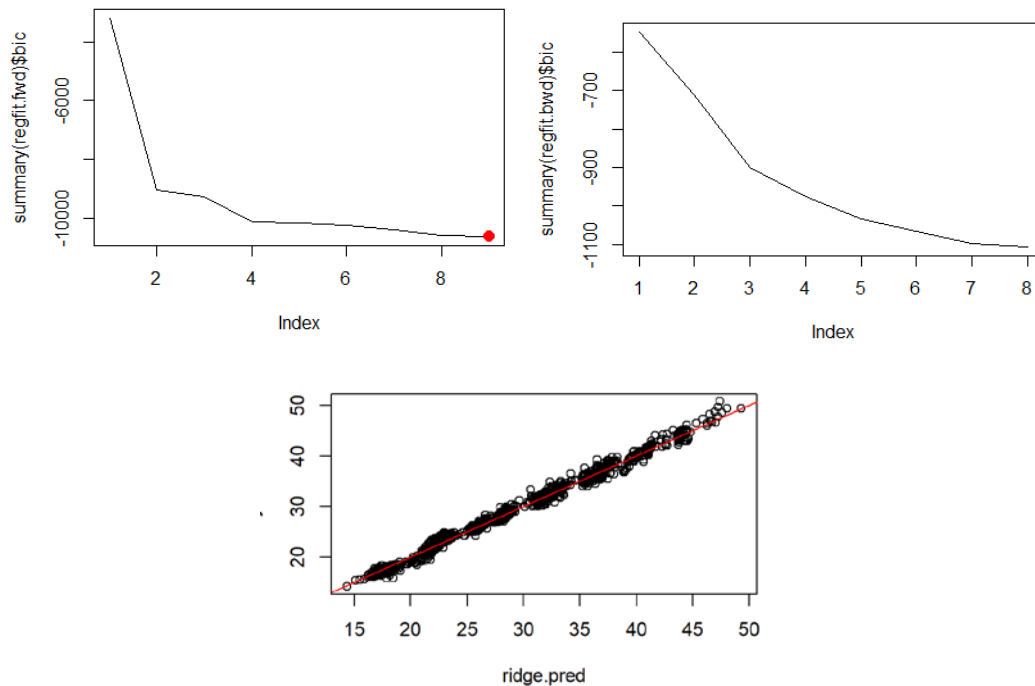 summary(regfit.fwd)$bic
-6000
-10000
2 4 6 8
Index
summary(regfit.bwd)$bic
-700
-900
-1100
1 2 3 4 5 6 7 8
Index
50
40
30
20
15 20 25 30 35 40 45 50
ridge.pred